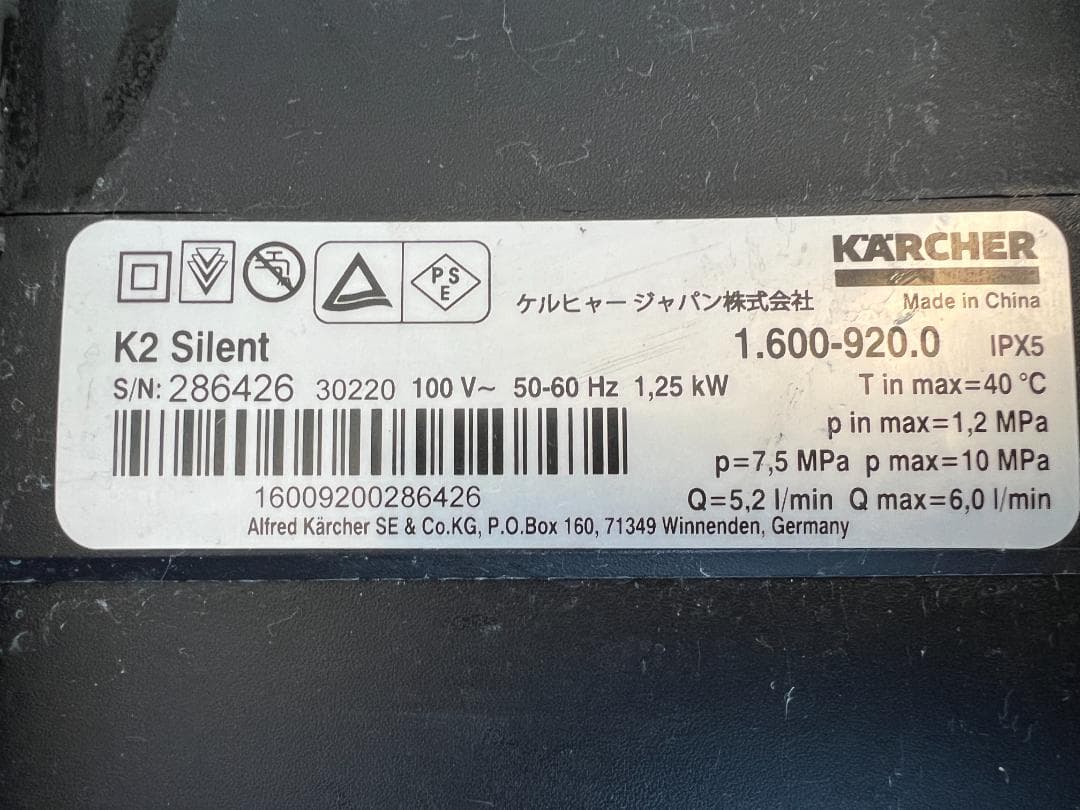 PS
E
ケルヒャー ジャパン株式会社
KÄRCHER
Made in China
K2 Silent
1.600-920.0 IPX5
S/N: 286426 30220 100 V~ 50-60 Hz 1,25 kW
T in max=40 °C
p in max=1,2 MPa
p=7,5 MPa p max=10 MPa
16009200286426
Q=5,2 l/min Q max=6,0 l/min
Alfred Kärcher SE & Co.KG, P.O.Box 160, 71349 Winnenden, Germany